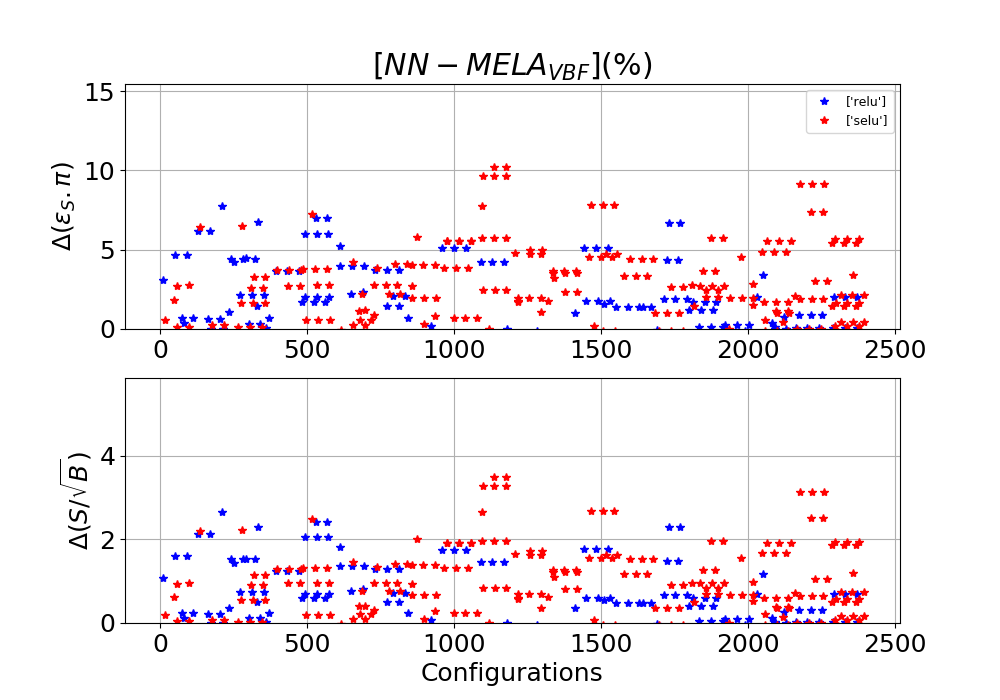 [NN − MELA_VBF](%)
Δ(ε_S.π)
15
10
5
0
['relu']
['selu']
0 500 1000 1500 2000 2500
Δ(S/√B)
4
2
0
0 500 1000 1500 2000 2500
Configurations